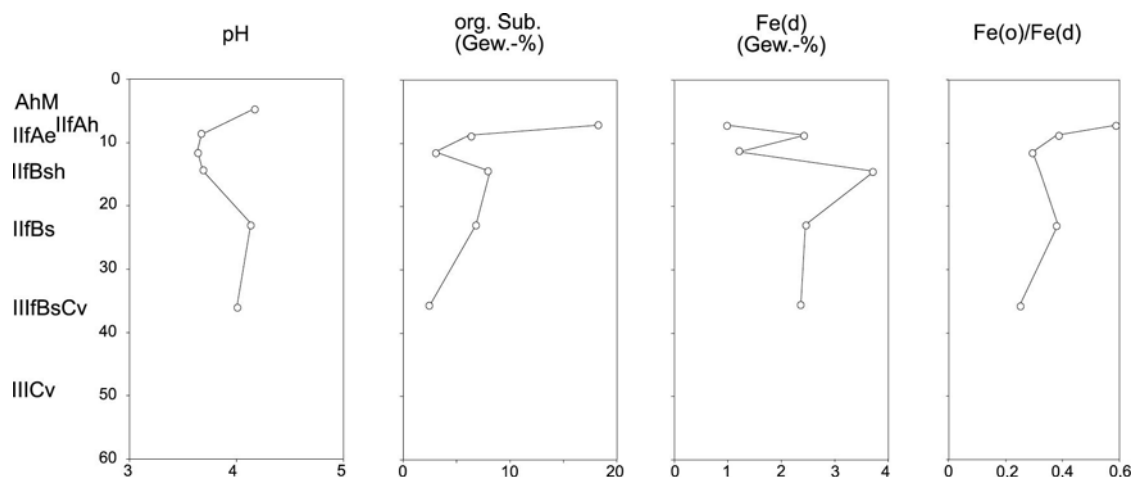 pH
org. Sub.
(Gew.-%)
Fe(d)
(Gew.-%)
Fe(o)/Fe(d)
AhM
IIfAh
IIfAe
IIfBsh
IIfBs
IIIfBsCv
IIICv
0
10
20
30
40
50
60
3 4 5
0 10 20
0 1 2 3 4
0 0.2 0.4 0.6